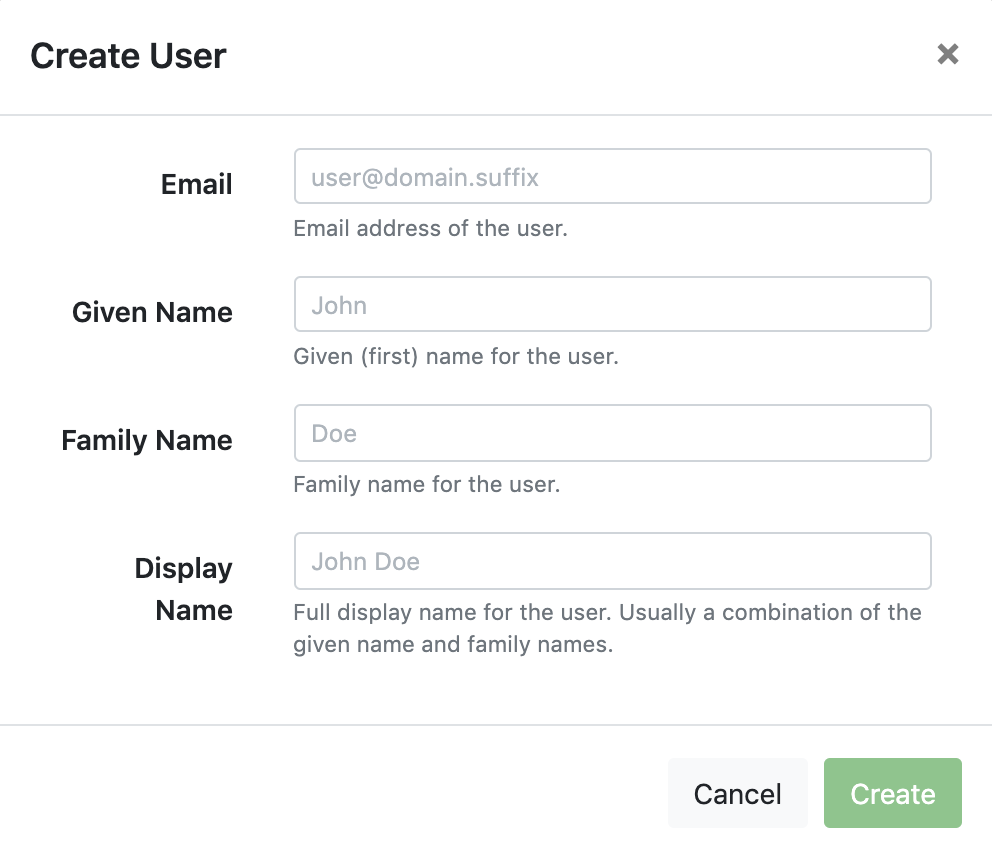 Create User
Email
user@domain.suffix
Email address of the user.
Given Name
John
Given (first) name for the user.
Family Name
Doe
Family name for the user.
Display
Name
John Doe
Full display name for the user. Usually a combination of the
given name and family names.
Cancel
Create